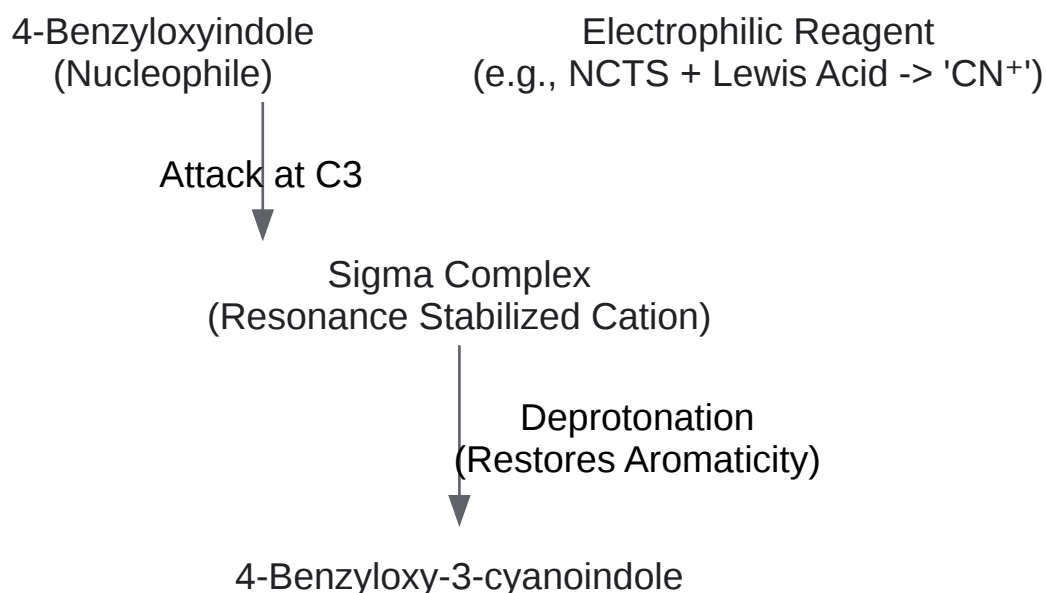 4-Benzyloxyindole
(Nucleophile)
Electrophilic Reagent
(e.g., NCTS + Lewis Acid -> 'CN⁺')
Attack at C3
Sigma Complex
(Resonance Stabilized Cation)
Deprotonation
(Restores Aromaticity)
4-Benzyloxy-3-cyanoindole